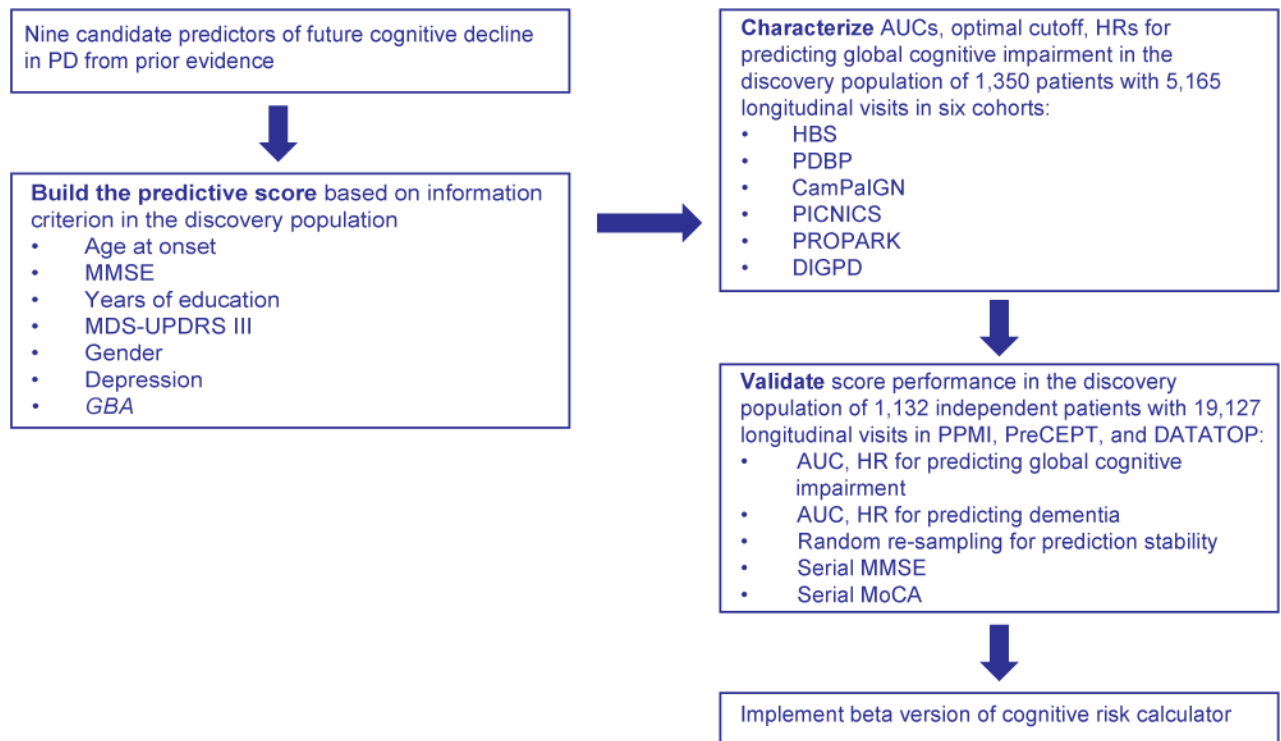 Nine candidate predictors of future cognitive decline
in PD from prior evidence
Build the predictive score based on information
criterion in the discovery population
• Age at onset
• MMSE
• Years of education
• MDS-UPDRS III
• Gender
• Depression
• GBA
Characterize AUCs, optimal cutoff, HRs for
predicting global cognitive impairment in the
discovery population of 1,350 patients with 5,165
longitudinal visits in six cohorts:
• HBS
• PDBP
• CamPaIGN
• PICNICS
• PROPARK
• DIGPD
Validate score performance in the discovery
population of 1,132 independent patients with 19,127
longitudinal visits in PPMI, PreCEPT, and DATATOP:
• AUC, HR for predicting global cognitive
impairment
• AUC, HR for predicting dementia
• Random re-sampling for prediction stability
• Serial MMSE
• Serial MoCA
Implement beta version of cognitive risk calculator